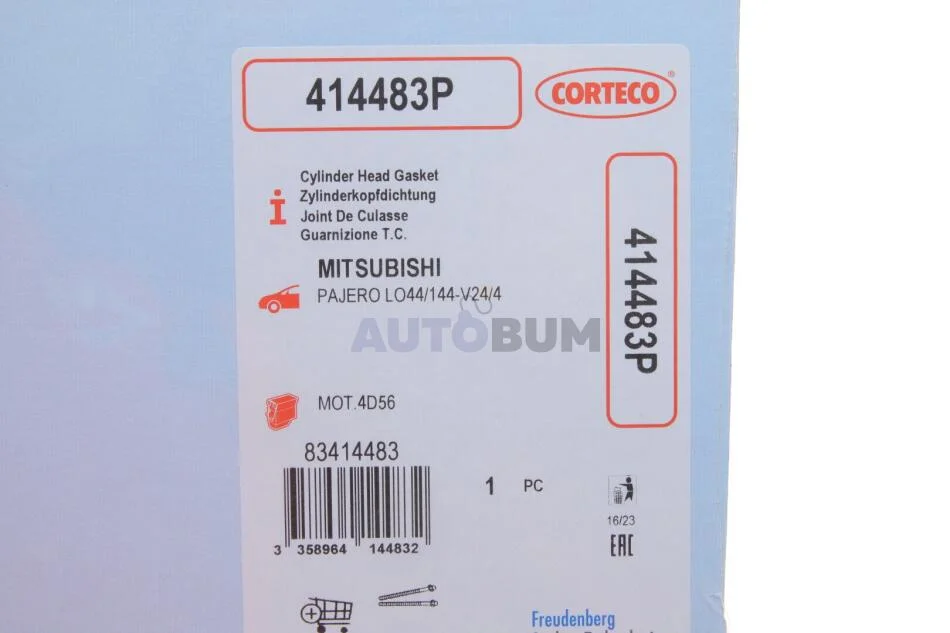 414483P
CORTECO®
Cylinder Head Gasket
Zylinderkopfdichtung
Joint De Culasse
Guarnizione T.C.
MITSUBISHI
PAJERO LO44/144-V24/4
414483P
AUTOBUM
MOT.4D56
83414483
1 PC
16/23
EAC
3 358964 144832
Freudenberg